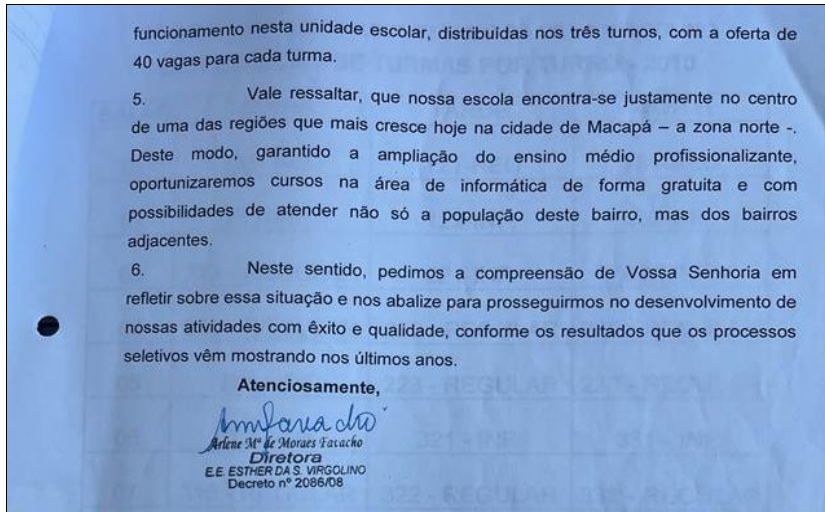 funcionamento nesta unidade escolar, distribuídas nos três turnos, com a oferta de
40 vagas para cada turma.
5. Vale ressaltar, que nossa escola encontra-se justamente no centro
de uma das regiões que mais cresce hoje na cidade de Macapá – a zona norte -.
Deste modo, garantido a ampliação do ensino médio profissionalizante,
oportunizaremos cursos na área de informática de forma gratuita e com
possibilidades de atender não só a população deste bairro, mas dos bairros
adjacentes.
6. Neste sentido, pedimos a compreensão de Vossa Senhoria em
refletir sobre essa situação e nos abalize para prosseguirmos no desenvolvimento de
nossas atividades com êxito e qualidade, conforme os resultados que os processos
seletivos vêm mostrando nos últimos anos.
Atenciosamente,
Arlene Mª de Moraes Favacho
Diretora
E.E. ESTHER DA S. VIRGOLINO
Decreto nº 2086/08